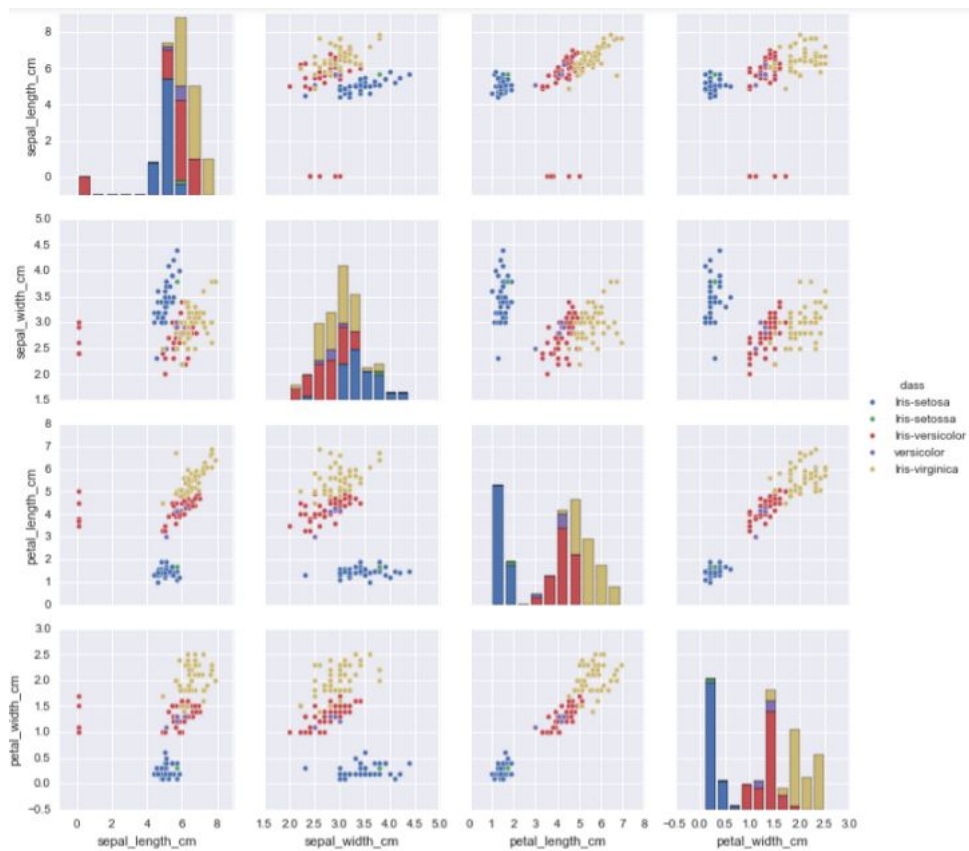 8
6
4
2
0
sepal_length_cm
0 2 4 6 8
5.0
4.5
4.0
3.5
3.0
2.5
2.0
1.5
sepal_width_cm
class
Iris-setosa
Iris-setossa
Iris-versicolor
versicolor
Iris-virginica
8
7
6
5
4
3
2
1
0
petal_length_cm
3.0
2.5
2.0
1.5
1.0
0.5
0.0
−0.5
petal_width_cm
0 2 4 6 8 1.5 2.0 2.5 3.0 3.5 4.0 4.5 5.0 0 1 2 3 4 5 6 7 8 −0.5 0.0 0.5 1.0 1.5 2.0 2.5 3.0
sepal_length_cm sepal_width_cm petal_length_cm petal_width_cm